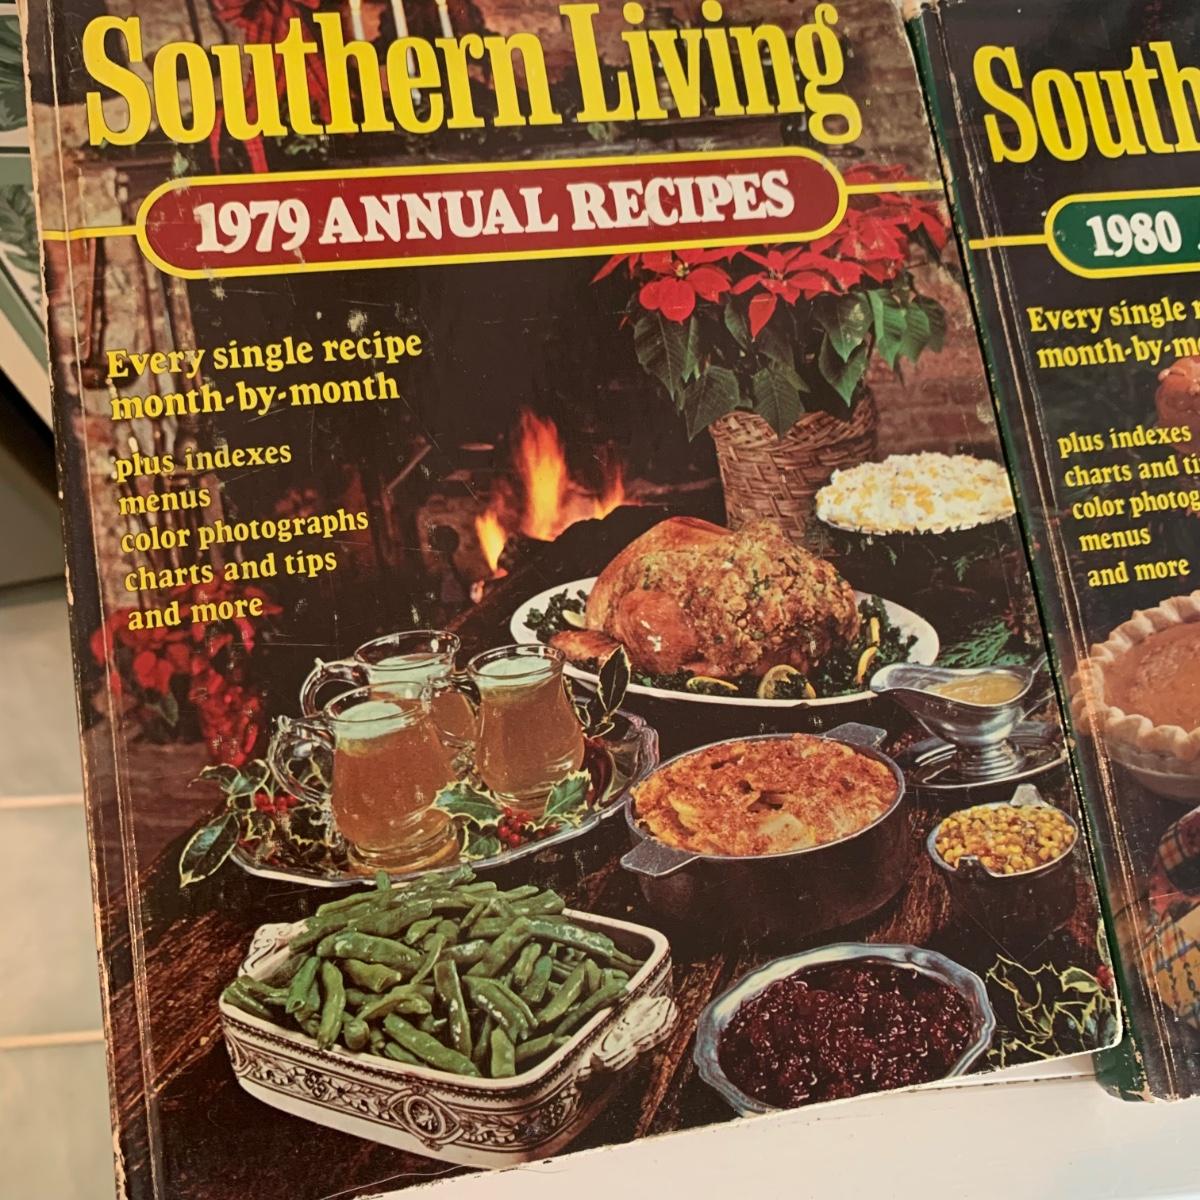 Southern Living
1979 ANNUAL RECIPES
Every single recipe
month-by-month
plus indexes
menus
color photographs
charts and tips
and more
South
1980
Every single
month-by-m
plus indexes
charts and ti
color photog
menus
and more